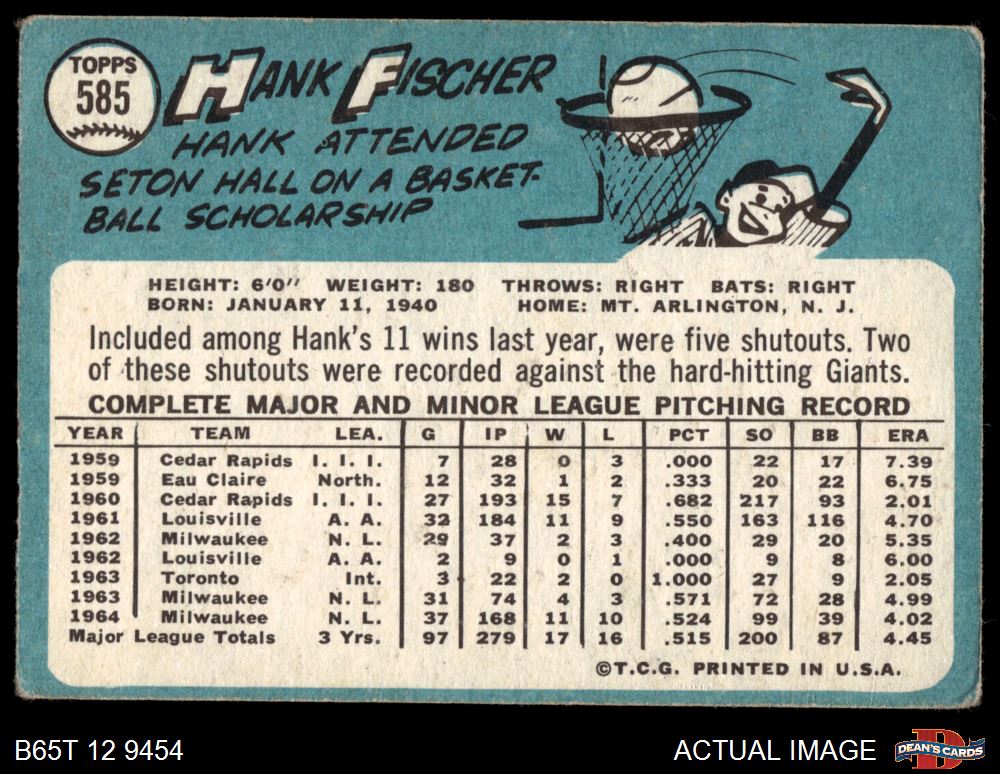 TOPPS
585
HANK FISCHER
HANK ATTENDED
SETON HALL ON A BASKET-
BALL SCHOLARSHIP
HEIGHT: 6'0" WEIGHT: 180 THROWS: RIGHT BATS: RIGHT
BORN: JANUARY 11, 1940 HOME: MT. ARLINGTON, N. J.
Included among Hank's 11 wins last year, were five shutouts. Two
of these shutouts were recorded against the hard-hitting Giants.
COMPLETE MAJOR AND MINOR LEAGUE PITCHING RECORD
YEAR TEAM LEA. G IP W L PCT SO BB ERA
1959 Cedar Rapids I. I. I. 7 28 0 3 .000 22 17 7.39
1959 Eau Claire North. 12 32 1 2 .333 20 22 6.75
1960 Cedar Rapids I. I. I. 27 193 15 7 .682 217 93 2.01
1961 Louisville A. A. 32 184 11 9 .550 163 116 4.70
1962 Milwaukee N. L. 29 37 2 3 .400 29 20 5.35
1962 Louisville A. A. 2 9 0 1 .000 9 8 6.00
1963 Toronto Int. 3 22 2 0 1.000 27 9 2.05
1963 Milwaukee N. L. 31 74 4 3 .571 72 28 4.99
1964 Milwaukee N. L. 37 168 11 10 .524 99 39 4.02
Major League Totals 3 Yrs. 97 279 17 16 .515 200 87 4.45
©T.C.G. PRINTED IN U.S.A.
B65T 12 9454
ACTUAL IMAGE
DEAN'S CARDS